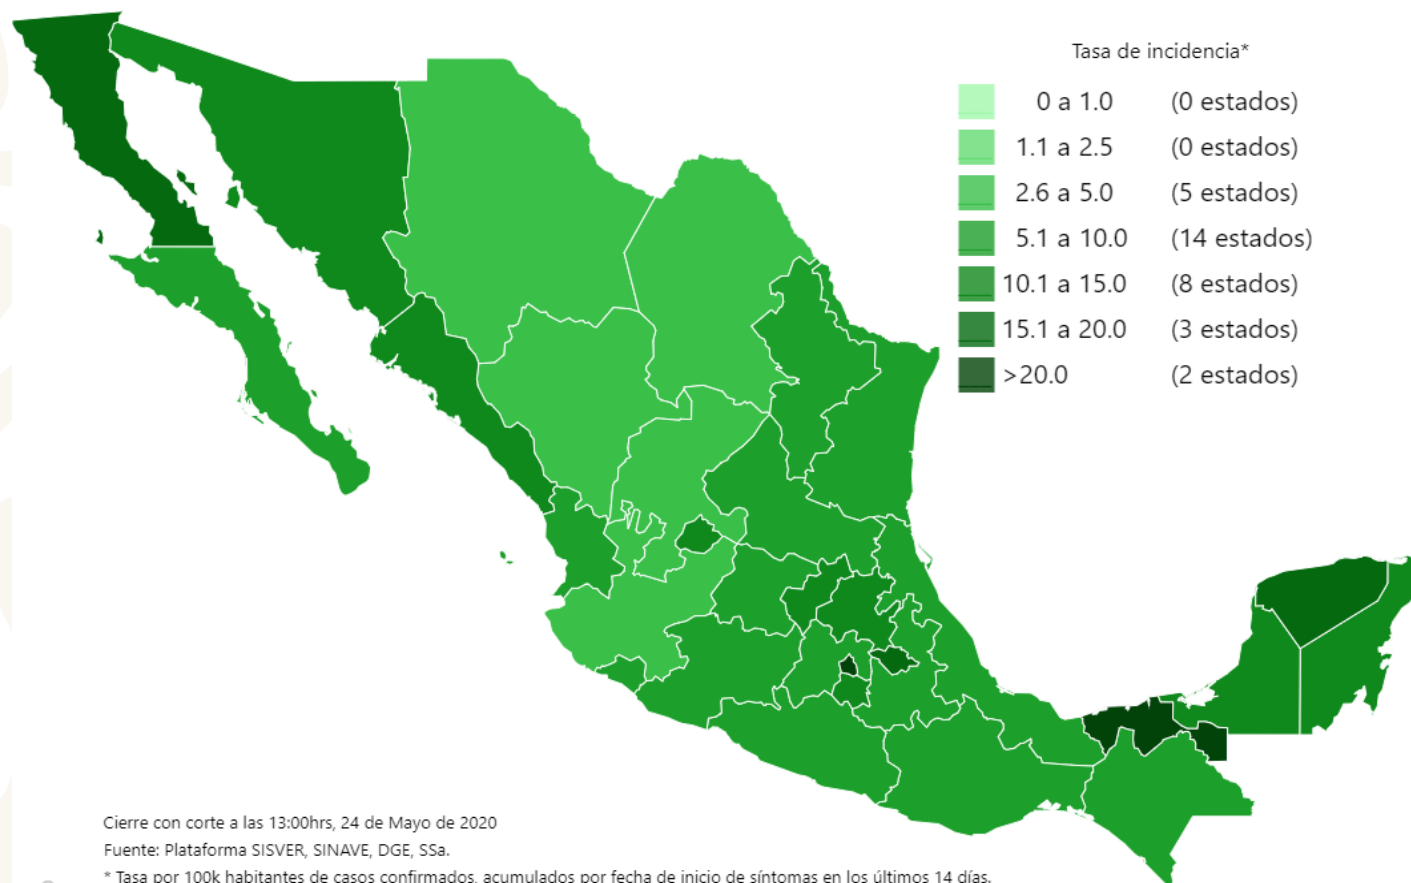 Tasa de incidencia*
0 a 1.0 (0 estados)
1.1 a 2.5 (0 estados)
2.6 a 5.0 (5 estados)
5.1 a 10.0 (14 estados)
10.1 a 15.0 (8 estados)
15.1 a 20.0 (3 estados)
>20.0 (2 estados)
Cierre con corte a las 13:00hrs, 24 de Mayo de 2020
Fuente: Plataforma SISVER, SINAVE, DGE, SSa.
* Tasa por 100k habitantes de casos confirmados, acumulados por fecha de inicio de síntomas en los últimos 14 días.